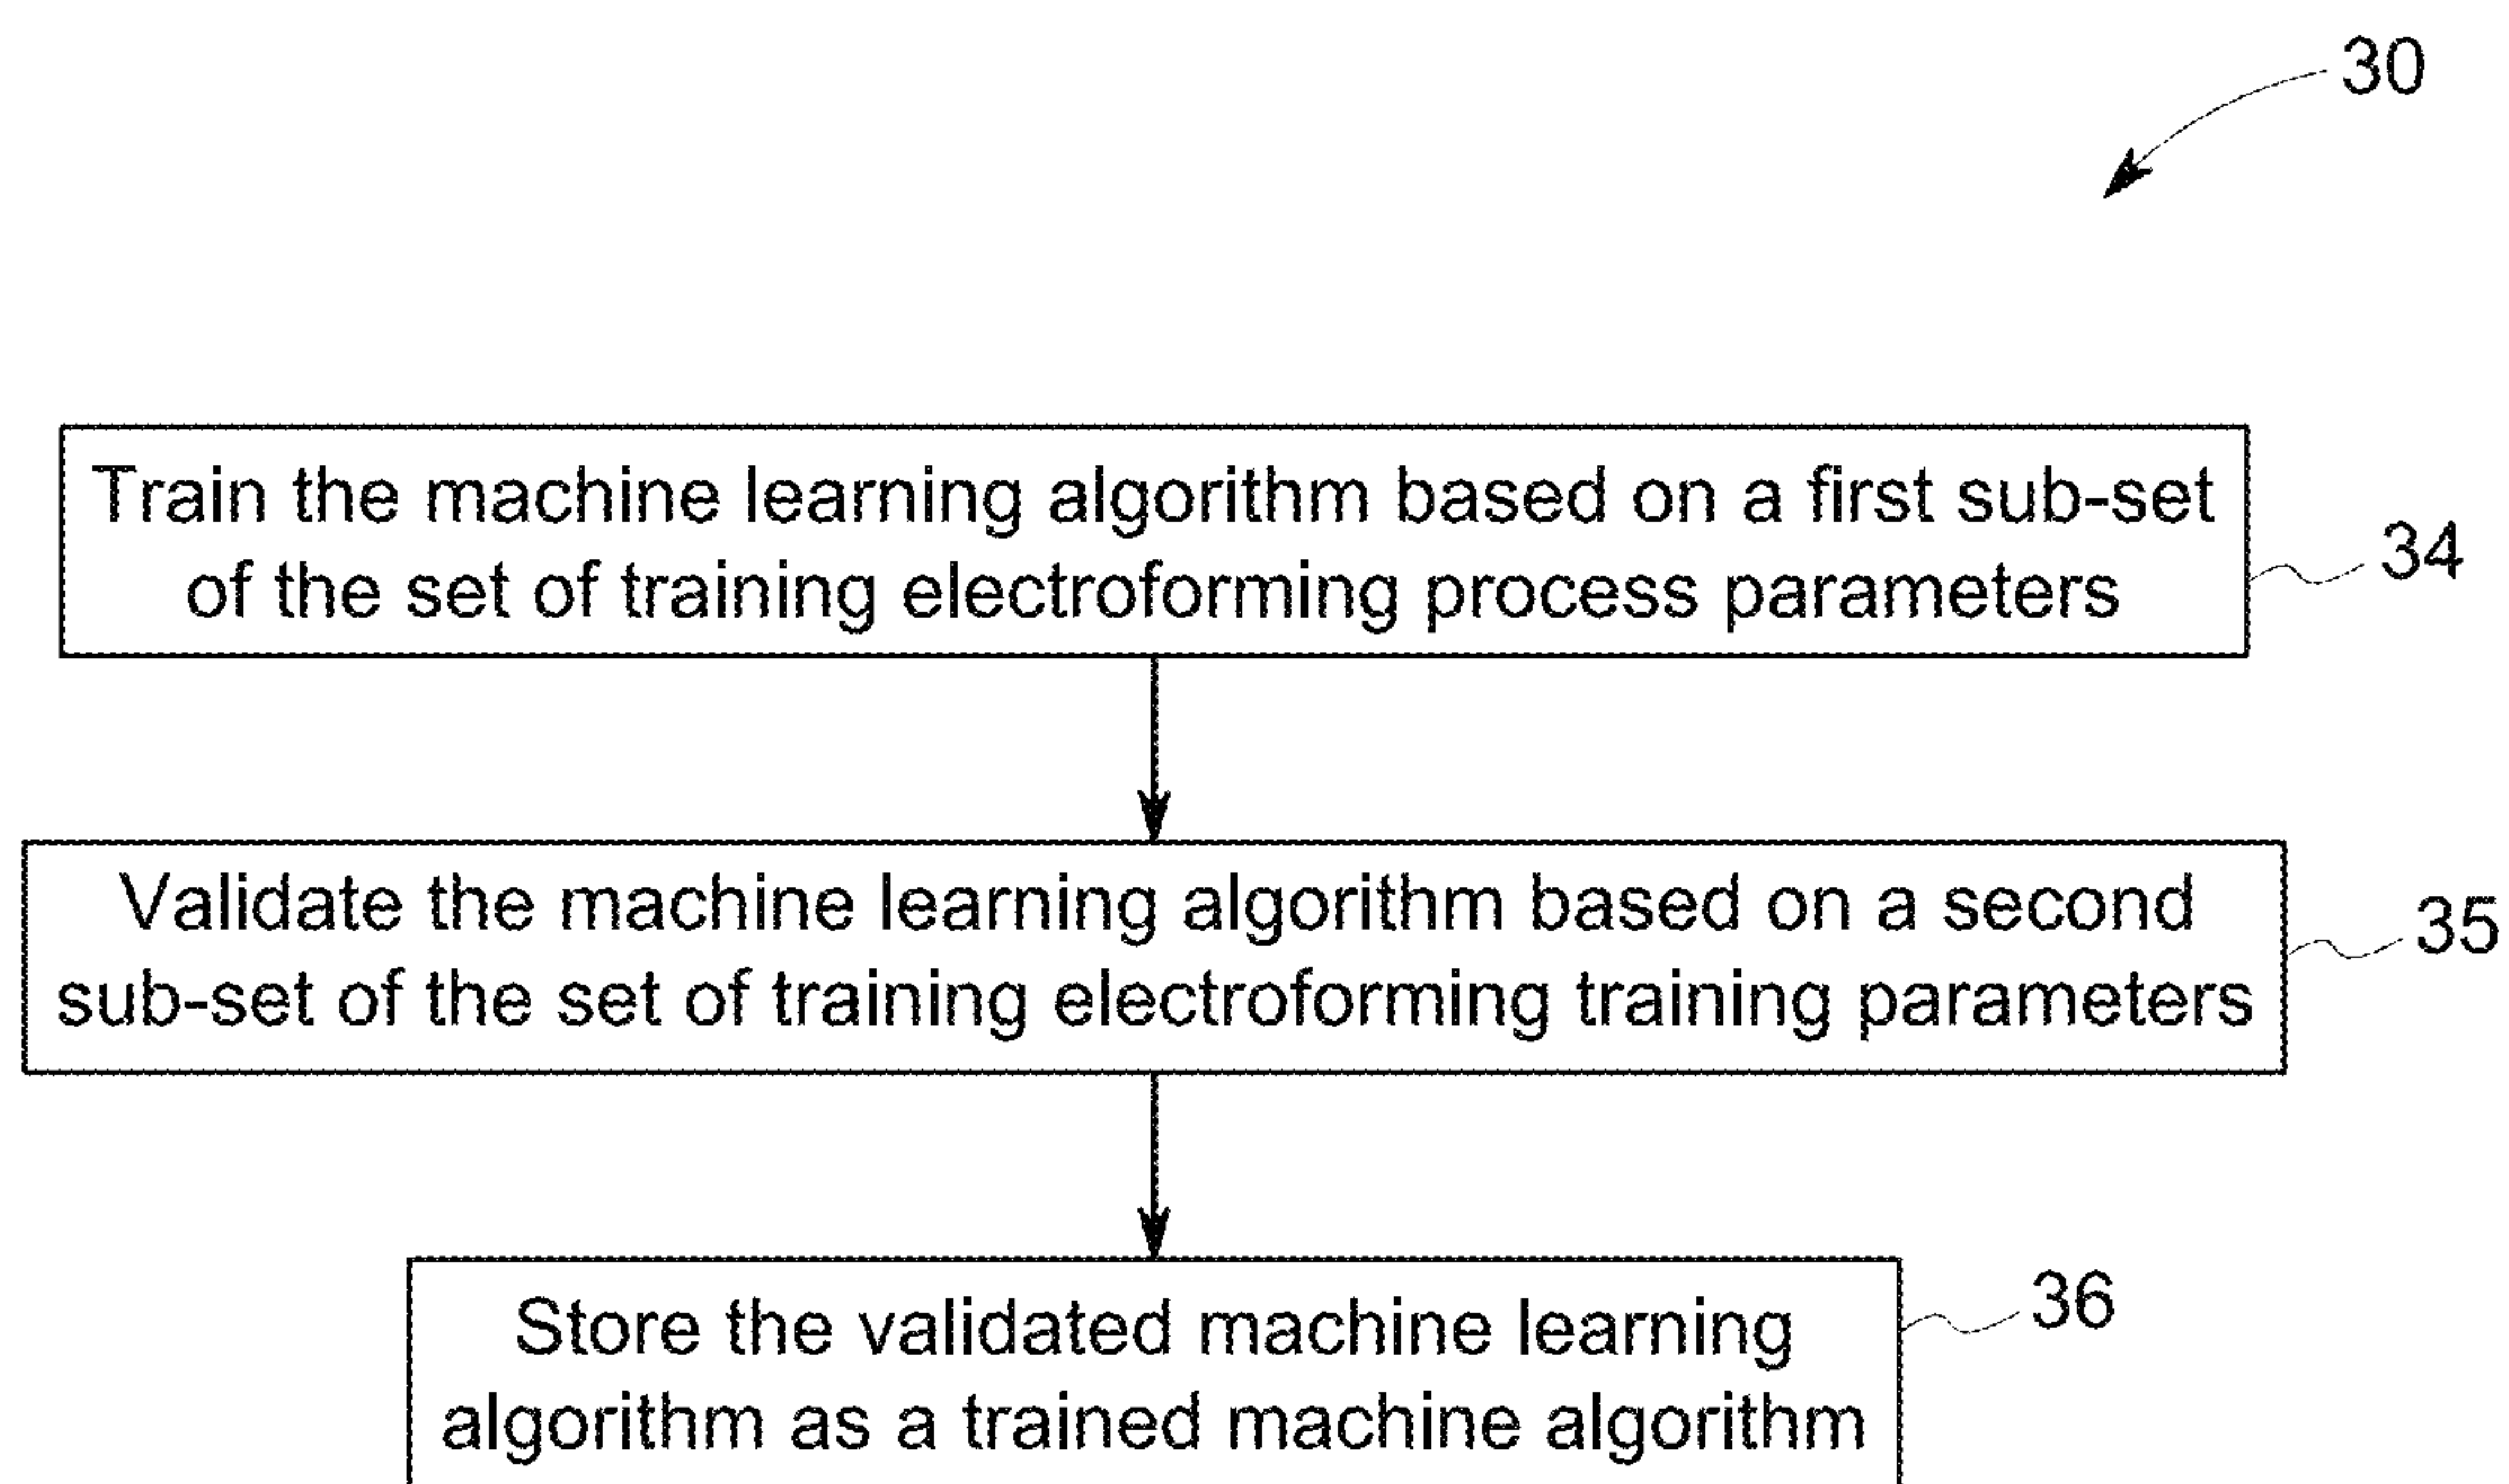 30
Train the machine learning algorithm based on a first sub-set
of the set of training electroforming process parameters
34
Validate the machine learning algorithm based on a second
sub-set of the set of training electroforming training parameters
35
Store the validated machine learning
algorithm as a trained machine algorithm
36